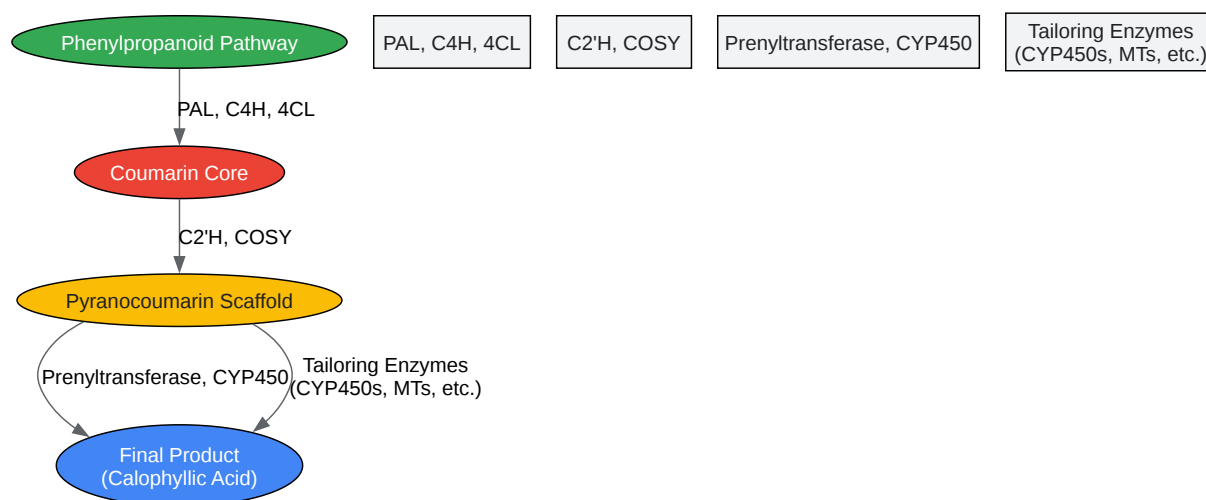 Phenylpropanoid Pathway
PAL, C4H, 4CL
C2'H, COSY
Prenyltransferase, CYP450
Tailoring Enzymes
(CYP450s, MTs, etc.)
PAL, C4H, 4CL
Coumarin Core
C2'H, COSY
Pyranocoumarin Scaffold
Prenyltransferase, CYP450
Tailoring Enzymes
(CYP450s, MTs, etc.)
Final Product
(Calophyllic Acid)